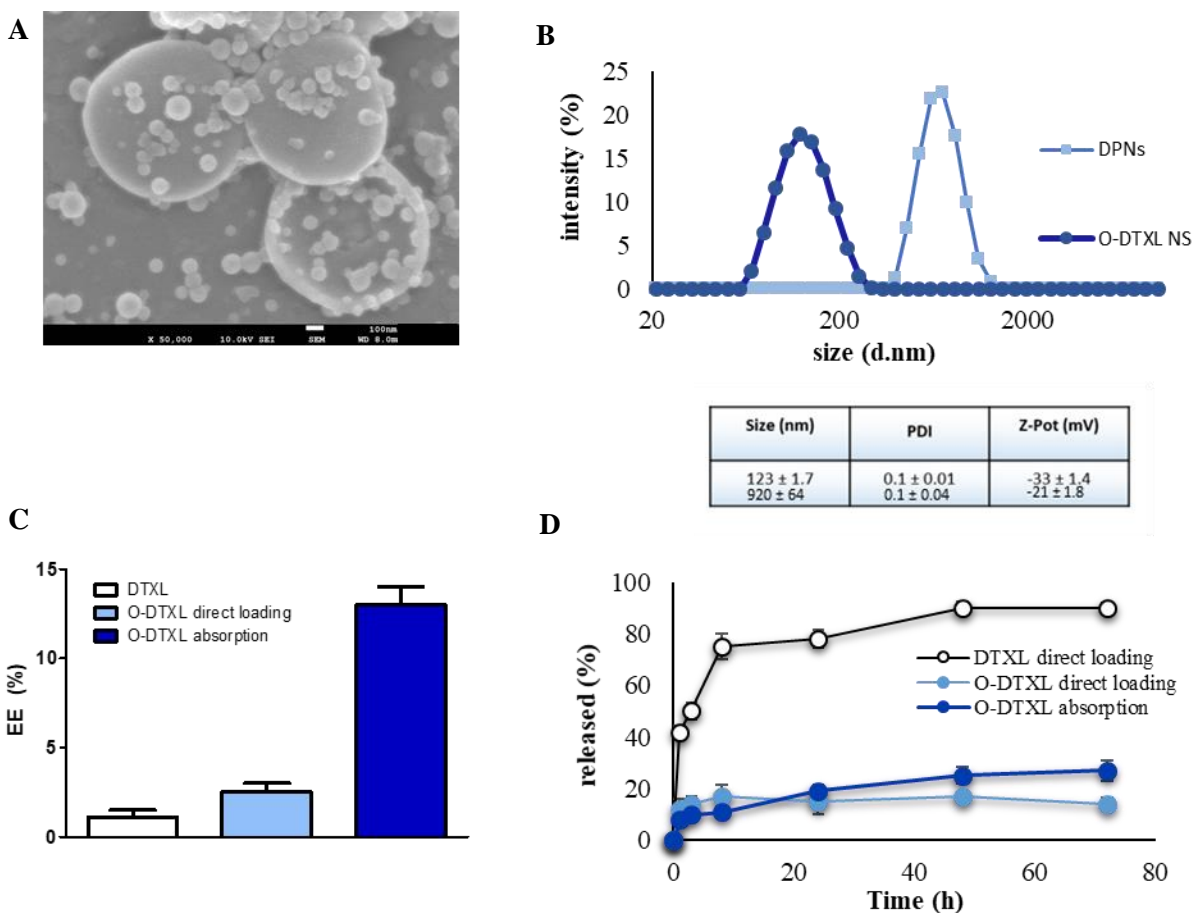 A
X 50,000 10.0kV SEI SEM WD 8.0m
100nm
B
25
20
15
10
5
0
intensity (%)
20 200 2000
size (d.nm)
DPNs
O-DTXL NS
Size (nm) PDI Z-Pot (mV)
123 ± 1.7 0.1 ± 0.01 -33 ± 1.4
920 ± 64 0.1 ± 0.04 -21 ± 1.8
C
15
10
5
0
EE (%)
DTXL
O-DTXL direct loading
O-DTXL absorption
D
100
80
60
40
20
0
released (%)
DTXL direct loading
O-DTXL direct loading
O-DTXL absorption
0 20 40 60 80
Time (h)